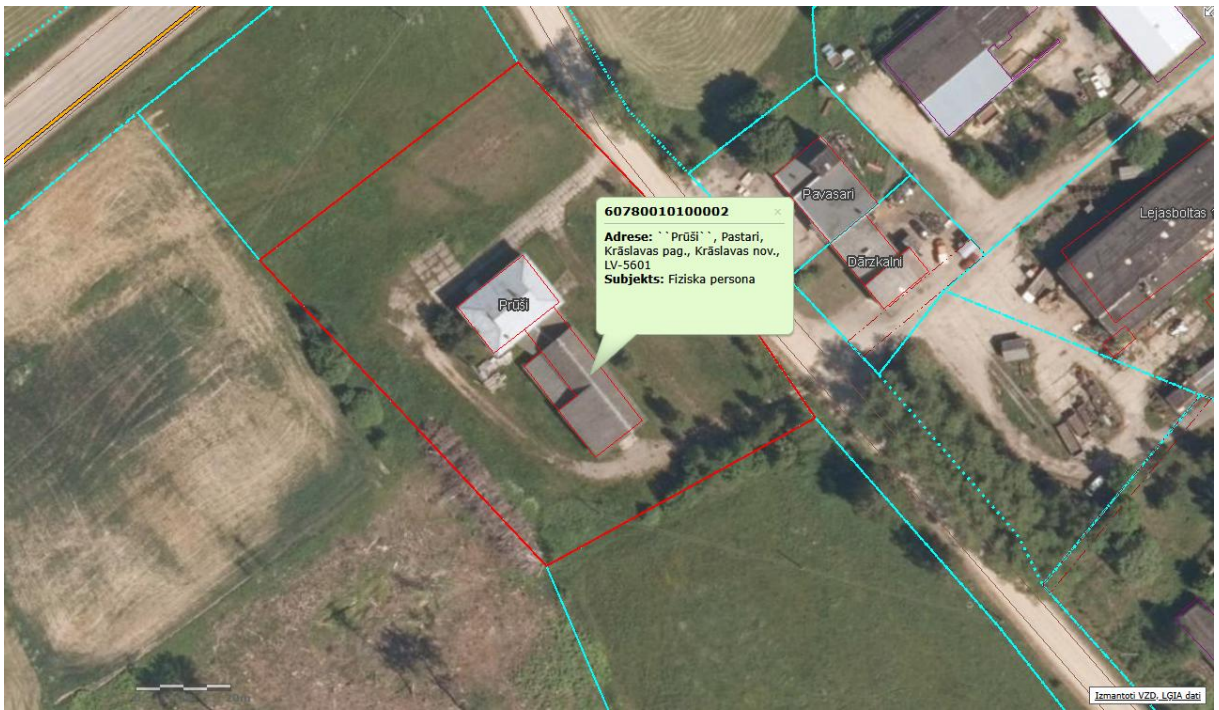 60780010100002
Adrese: ``Prūši``, Pastari,
Krāslavas pag., Krāslavas nov.,
LV-5601
Subjekts: Fiziska persona
Pavasari
Lejasboltas
Dārzkalni
Prūši
Izmantoti VZD, LĢIA dati